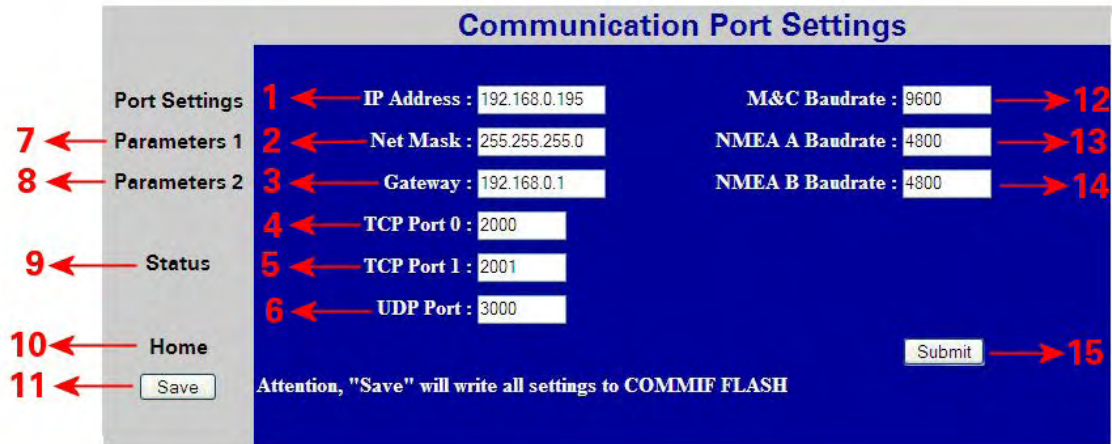 Communication Port Settings
Port Settings 1 IP Address : 192.168.0.195 M&C Baudrate : 9600 12
7 Parameters 1 2 Net Mask : 255.255.255.0 NMEA A Baudrate : 4800 13
8 Parameters 2 3 Gateway : 192.168.0.1 NMEA B Baudrate : 4800 14
4 TCP Port 0 : 2000
9 Status 5 TCP Port 1 : 2001
6 UDP Port : 3000
10 Home Submit 15
11 Save Attention, "Save" will write all settings to COMMIF FLASH